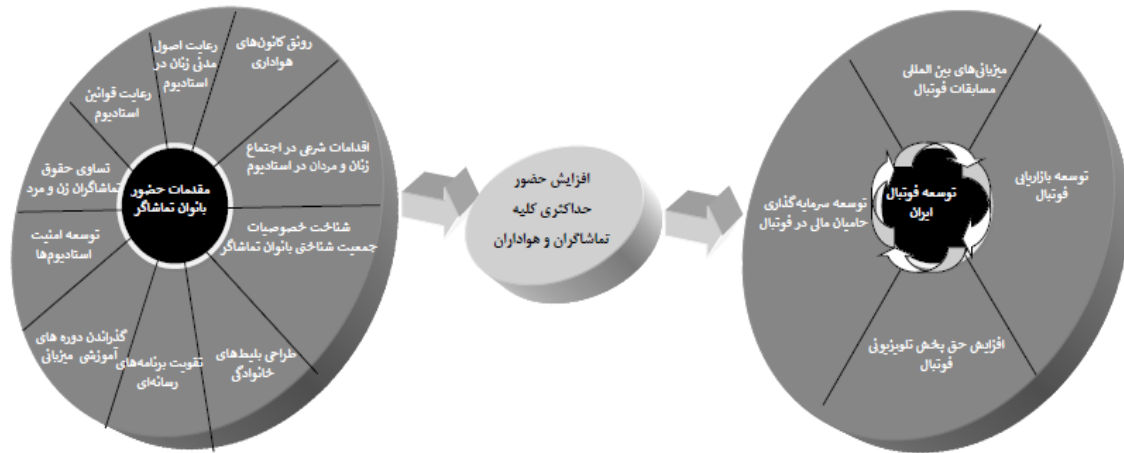 رونق کانون‌های
هواداری
رعایت اصول
مدنی زنان در
استادیوم
رعایت قوانین
استادیوم
تساوی حقوق
تماشاگران زن و مرد
توسعه امنیت
استادیوم‌ها
گذراندن دوره های
آموزشی میزبانی
تقویت برنامه‌های
رسانه‌ای
طراحی بلیط‌های
خانوادگی
شناخت خصوصیات
جمعیت شناختی بانوان تماشاگر
اقدامات شرعی در اجتماع
زنان و مردان در استادیوم
مقدمات حضور
بانوان تماشاگر
افزایش حضور
حداکثری کلیه
تماشاگران و هواداران
میزبانی‌های بین المللی
مسابقات فوتبال
توسعه بازاریابی
فوتبال
توسعه فوتبال
ایران
توسعه سرمایه‌گذاری
حامیان مالی در فوتبال
افزایش حق پخش تلویزیونی
فوتبال